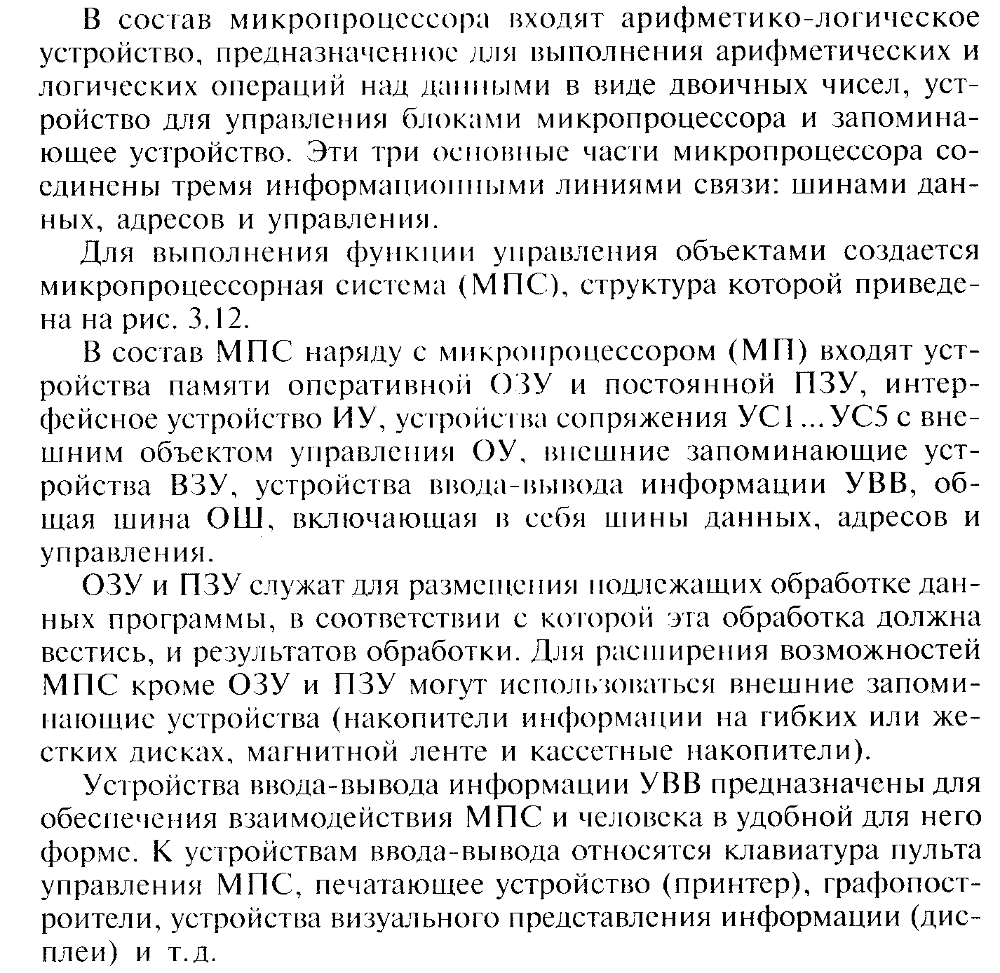 В состав микропроцессора входят арифметико-логическое
устройство, предназначенное для выполнения арифметических и
логических операций над данными в виде двоичных чисел, уст-
ройство для управления блоками микропроцессора и запомина-
ющее устройство. Эти три основные части микропроцессора со-
единены тремя информационными линиями связи: шинами дан-
ных, адресов и управления.
Для выполнения функции управления объектами создается
микропроцессорная система (МПС), структура которой приведе-
на на рис. 3.12.
В состав МПС наряду с микропроцессором (МП) входят уст-
ройства памяти оперативной ОЗУ и постоянной ПЗУ, интер-
фейсное устройство ИУ, устройства сопряжения УС1 ... УС5 с вне-
шним объектом управления ОУ, внешние запоминающие уст-
ройства ВЗУ, устройства ввода-вывода информации УВВ, об-
щая шина ОШ, включающая в себя шины данных, адресов и
управления.
ОЗУ и ПЗУ служат для размещения подлежащих обработке дан-
ных программы, в соответствии с которой эта обработка должна
вестись, и результатов обработки. Для расширения возможностей
МПС кроме ОЗУ и ПЗУ могут использоваться внешние запоми-
нающие устройства (накопители информации на гибких или же-
стких дисках, магнитной ленте и кассетные накопители).
Устройства ввода-вывода информации УВВ предназначены для
обеспечения взаимодействия МПС и человека в удобной для него
форме. К устройствам ввода-вывода относятся клавиатура пульта
управления МПС, печатающее устройство (принтер), графопост-
роители, устройства визуального представления информации (дис-
плеи) и т.д.